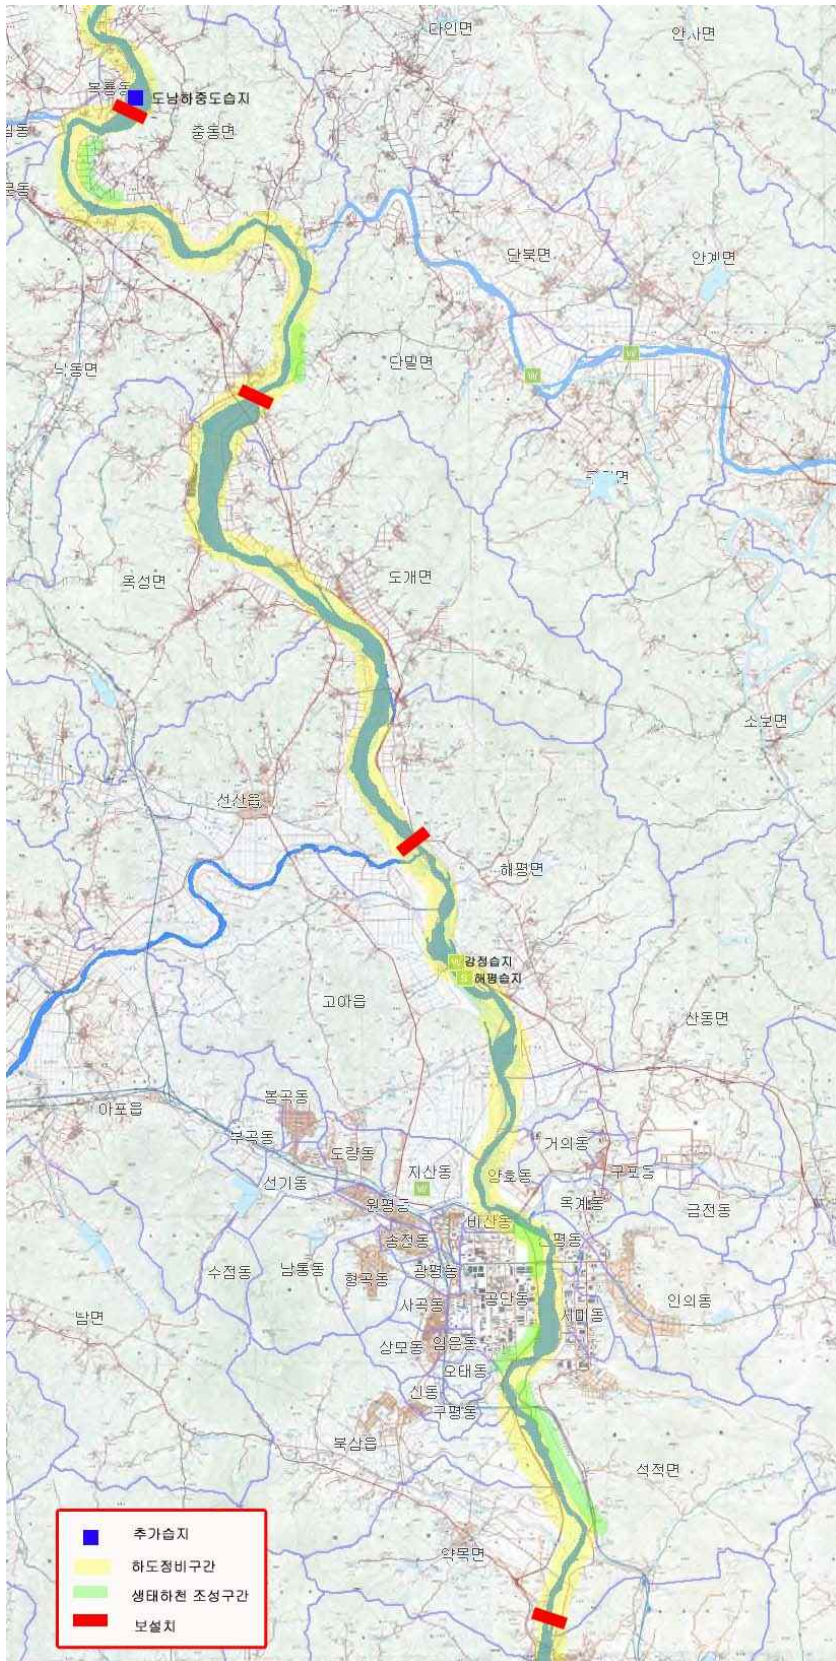 다인면
안사면
도남하중도습지
중동면
단북면
안계면
낙동면
단밀면
옥성면
도개면
소보면
선산읍
해평면
강정습지
해평습지
고아읍
산동면
아포읍
봉곡동
부곡동
도량동
거의동
구포동
지산동
양호동
선기동
옥계동
원평동
금전동
비산동
송전동
수점동
남통동
광평동
형곡동
공단동
인의동
사곡동
남면
상모동
임은동
오태동
신동
구평동
북삼읍
석적면
약목면
추가습지
하도정비구간
생태하천 조성구간
보설치